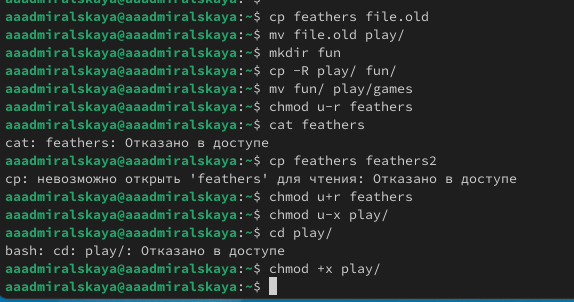 aaadmiralskaya@aaadmiralskaya:~$ cp feathers file.old
aaadmiralskaya@aaadmiralskaya:~$ mv file.old play/
aaadmiralskaya@aaadmiralskaya:~$ mkdir fun
aaadmiralskaya@aaadmiralskaya:~$ cp -R play/ fun/
aaadmiralskaya@aaadmiralskaya:~$ mv fun/ play/games
aaadmiralskaya@aaadmiralskaya:~$ chmod u-r feathers
aaadmiralskaya@aaadmiralskaya:~$ cat feathers
cat: feathers: Отказано в доступе
aaadmiralskaya@aaadmiralskaya:~$ cp feathers feathers2
cp: невозможно открыть 'feathers' для чтения: Отказано в доступе
aaadmiralskaya@aaadmiralskaya:~$ chmod u+r feathers
aaadmiralskaya@aaadmiralskaya:~$ chmod u-x play/
aaadmiralskaya@aaadmiralskaya:~$ cd play/
bash: cd: play/: Отказано в доступе
aaadmiralskaya@aaadmiralskaya:~$ chmod +x play/
aaadmiralskaya@aaadmiralskaya:~$